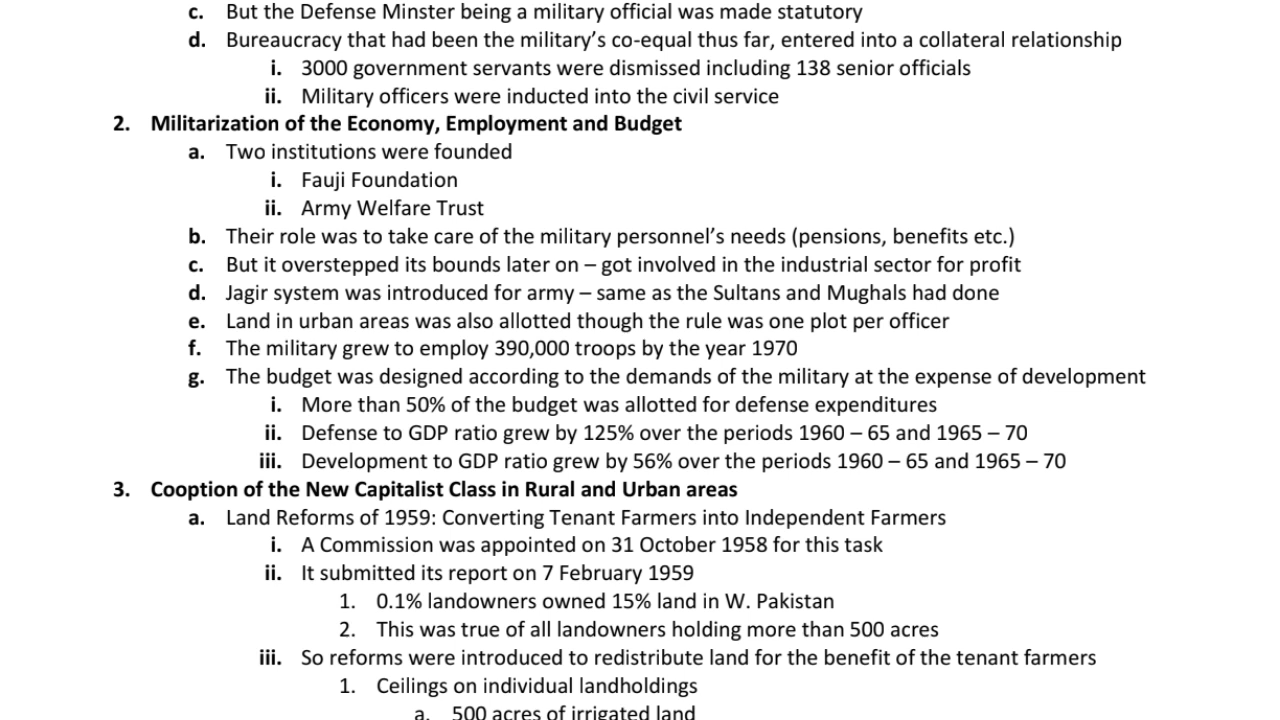 c. But the Defense Minster being a military official was made statutory
d. Bureaucracy that had been the military’s co-equal thus far, entered into a collateral relationship
i. 3000 government servants were dismissed including 138 senior officials
ii. Military officers were inducted into the civil service
2. Militarization of the Economy, Employment and Budget
a. Two institutions were founded
i. Fauji Foundation
ii. Army Welfare Trust
b. Their role was to take care of the military personnel’s needs (pensions, benefits etc.)
c. But it overstepped its bounds later on – got involved in the industrial sector for profit
d. Jagir system was introduced for army – same as the Sultans and Mughals had done
e. Land in urban areas was also allotted though the rule was one plot per officer
f. The military grew to employ 390,000 troops by the year 1970
g. The budget was designed according to the demands of the military at the expense of development
i. More than 50% of the budget was allotted for defense expenditures
ii. Defense to GDP ratio grew by 125% over the periods 1960 – 65 and 1965 – 70
iii. Development to GDP ratio grew by 56% over the periods 1960 – 65 and 1965 – 70
3. Cooption of the New Capitalist Class in Rural and Urban areas
a. Land Reforms of 1959: Converting Tenant Farmers into Independent Farmers
i. A Commission was appointed on 31 October 1958 for this task
ii. It submitted its report on 7 February 1959
1. 0.1% landowners owned 15% land in W. Pakistan
2. This was true of all landowners holding more than 500 acres
iii. So reforms were introduced to redistribute land for the benefit of the tenant farmers
1. Ceilings on individual landholdings
a. 500 acres of irrigated land